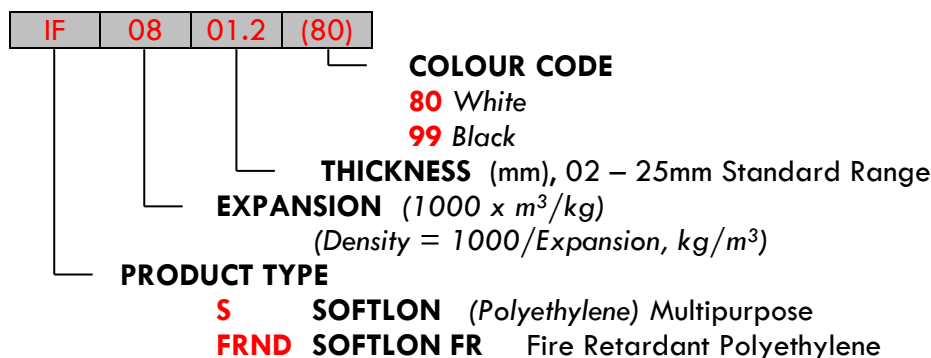 IF 08 01.2 (80)
COLOUR CODE
80 White
99 Black
THICKNESS (mm), 02 – 25mm Standard Range
EXPANSION (1000 x m³/kg)
(Density = 1000/Expansion, kg/m³)
PRODUCT TYPE
S SOFTLON (Polyethylene) Multipurpose
FRND SOFTLON FR Fire Retardant Polyethylene